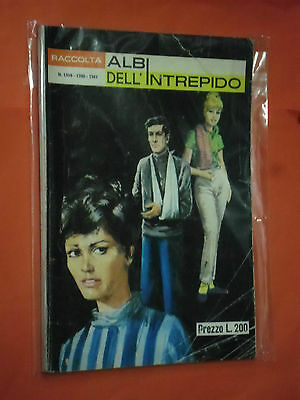 RACCOLTA
ALBI
DELL'INTREPIDO
Prezzo L. 200